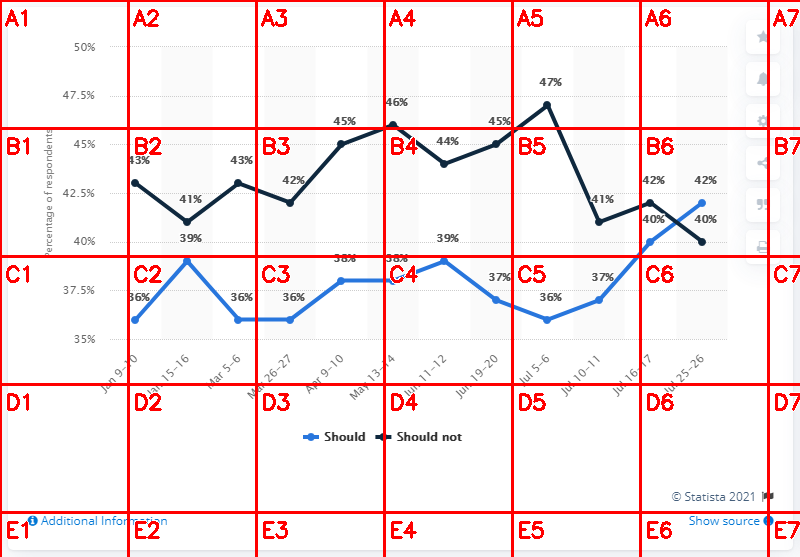 A1 A2 A3 A4 A5 A6 A7
50%
47%
47.5%
46%
45% 45%
B1 B2 B3 B4 B5 B6 B7
45%
44%
43% 43%
42% 42% 42%
42.5%
41% 41%
40% 40%
39%
40%
Percentage of respondents
39%
38% 38%
C1 C2 C3 C4 C5 C6 C7
37% 37%
37.5%
36% 36% 36% 36%
35%
Jan 9–10 Jan 15–16 Mar 5–6 Mar 26–27 Apr 9–10 May 13–14 Jun 11–12 Jun 19–20 Jul 5–6 Jul 10–11 Jul 16–17 Jul 25–26
D1 D2 D3 D4 D5 D6 D7
Should Should not
© Statista 2021
Additional Information Show source
E1 E2 E3 E4 E5 E6 E7